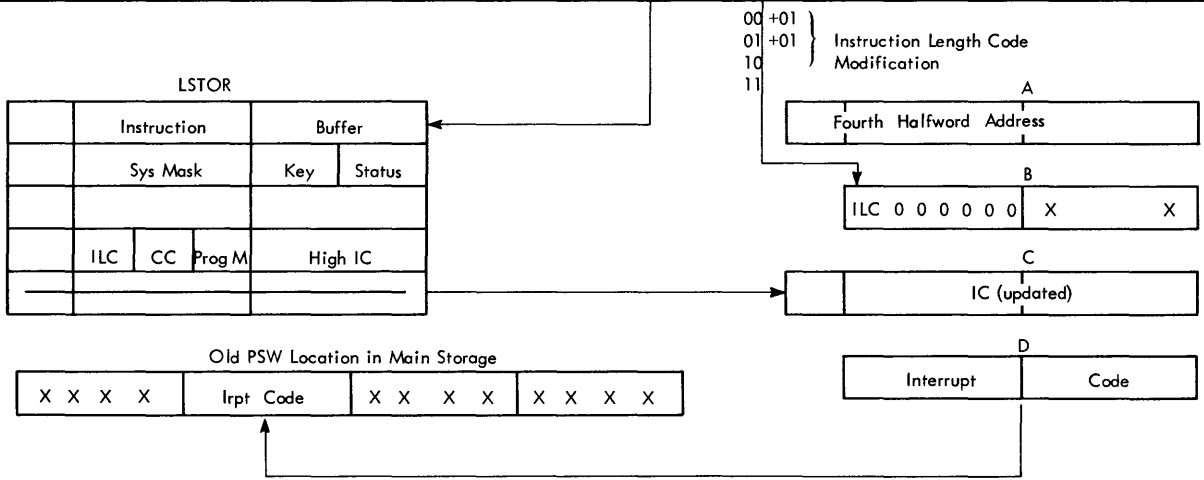 00 +01
01 +01
10
11
Instruction Length Code
Modification
LSTOR
Instruction Buffer
Sys Mask Key Status
ILC CC Prog M High IC
A
Fourth Halfword Address
B
ILC 0 0 0 0 0 0 X X
C
IC (updated)
D
Interrupt Code
Old PSW Location in Main Storage
X X X X Irpt Code X X X X X X X X